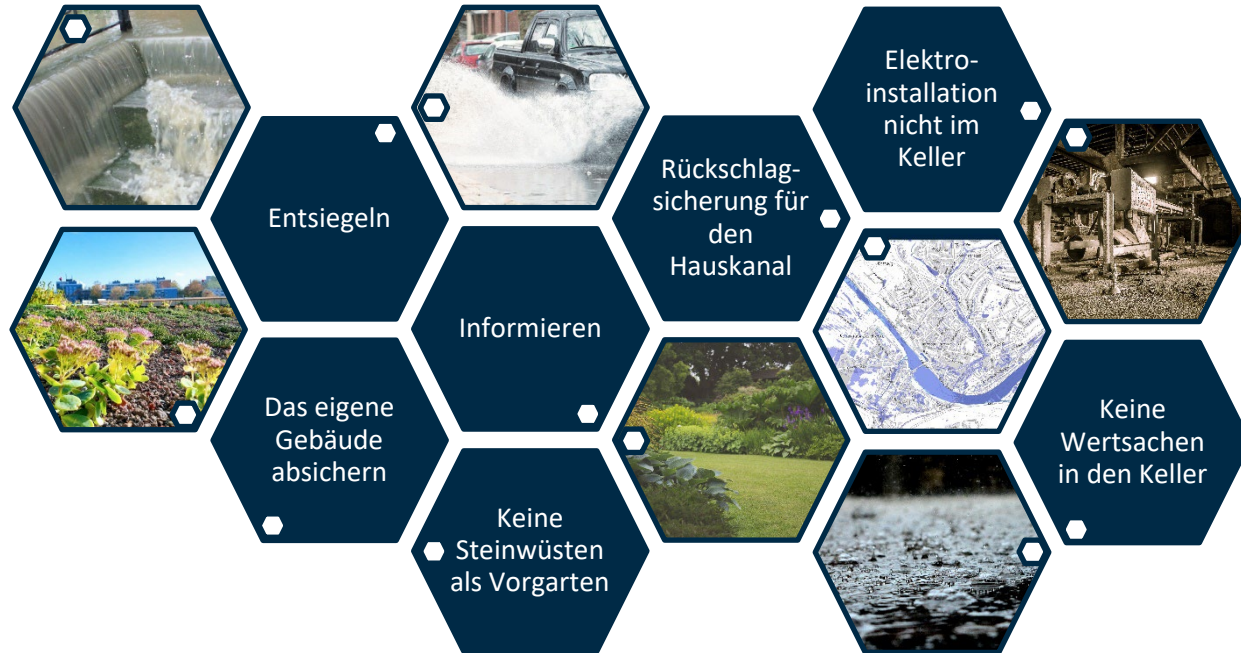 Entsiegeln
Das eigene
Gebäude
absichern
Informieren
Keine
Steinwüsten
als Vorgarten
Rückschlag-
sicherung für
den
Hauskanal
Elektro-
installation
nicht im
Keller
Keine
Wertsachen
in den Keller